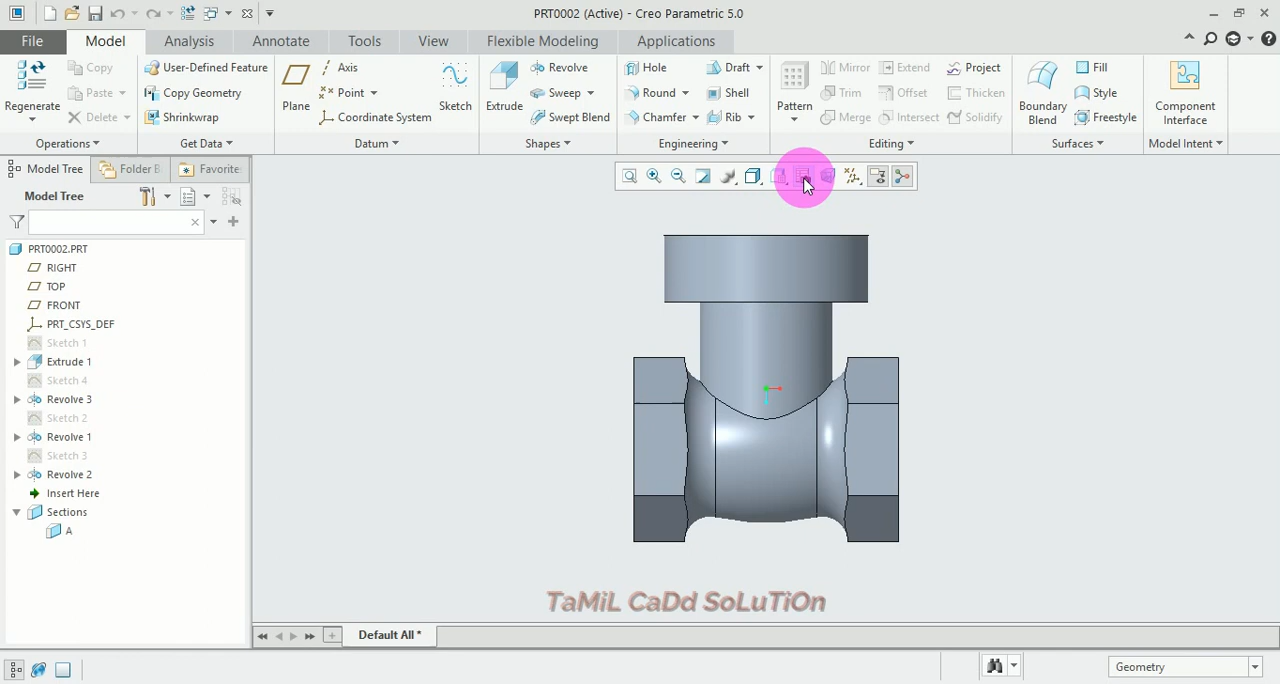 PRT0002 (Active) - Creo Parametric 5.0
File Model Analysis Annotate Tools View Flexible Modeling Applications
Regenerate
Copy
Paste
Delete
Operations
User-Defined Feature
Copy Geometry
Shrinkwrap
Get Data
Plane
Axis
Point
Coordinate System
Sketch
Datum
Extrude
Revolve
Sweep
Swept Blend
Shapes
Hole
Round
Chamfer
Draft
Shell
Rib
Engineering
Pattern
Mirror
Trim
Merge
Extend
Offset
Intersect
Project
Thicken
Solidify
Editing
Boundary
Blend
Fill
Style
Freestyle
Surfaces
Component
Interface
Model Intent
Model Tree
Folder B
Favorite
Model Tree
PRT0002.PRT
RIGHT
TOP
FRONT
PRT_CSYS_DEF
Sketch 1
Extrude 1
Sketch 4
Revolve 3
Sketch 2
Revolve 1
Sketch 3
Revolve 2
Insert Here
Sections
A
TaMiL CaDd SoLuTiOn
Default All *
Geometry